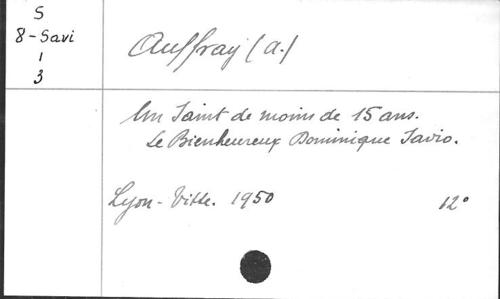 S
8-Savi
1
3
Auffray (A.)
Un Saint de moins de 15 ans.
Le Bienheureux Dominique Savio.
Lyon-Vitte. 1950 12°